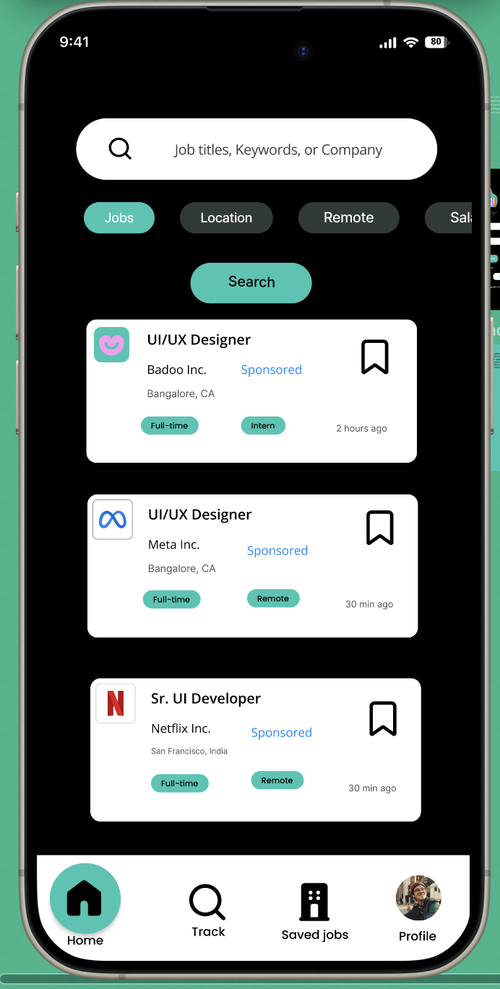 9:41
80
Job titles, Keywords, or Company
Jobs Location Remote Sal
Search
UI/UX Designer
Badoo Inc. Sponsored
Bangalore, CA
Full-time Intern
2 hours ago
UI/UX Designer
Meta Inc.
Sponsored
Bangalore, CA
Full-time Remote
30 min ago
N
Sr. UI Developer
Netflix Inc.
Sponsored
San Francisco, India
Full-time Remote
30 min ago
Home Track Saved jobs Profile